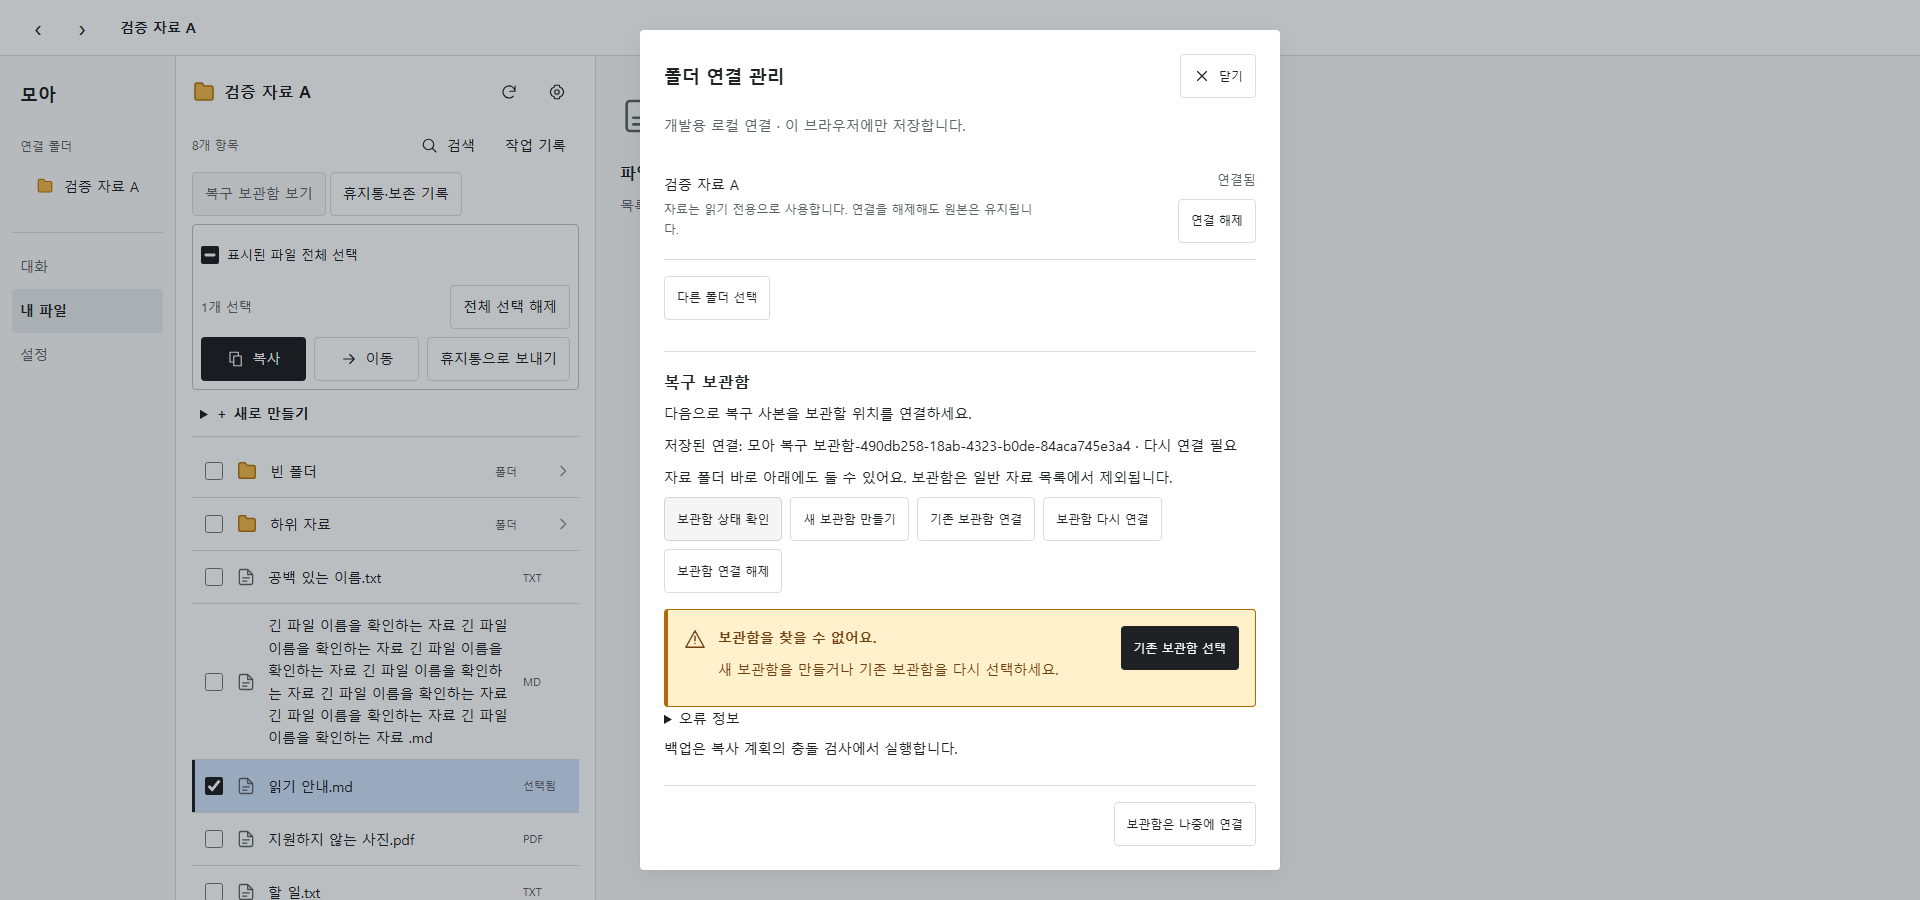 검증 자료 A
모아
연결 폴더
검증 자료 A
대화
내 파일
설정
검증 자료 A
8개 항목
검색
작업 기록
복구 보관함 보기
휴지통·보존 기록
표시된 파일 전체 선택
1개 선택
전체 선택 해제
복사
이동
휴지통으로 보내기
+ 새로 만들기
빈 폴더
폴더
하위 자료
폴더
공백 있는 이름.txt
TXT
긴 파일 이름을 확인하는 자료 긴 파일
이름을 확인하는 자료 긴 파일 이름을
확인하는 자료 긴 파일 이름을 확인하
는 자료 긴 파일 이름을 확인하는 자료
긴 파일 이름을 확인하는 자료 긴 파일
이름을 확인하는 자료 .md
MD
읽기 안내.md
선택됨
지원하지 않는 사진.pdf
PDF
할 일.txt
TXT
목록
폴더 연결 관리
닫기
개발용 로컬 연결 · 이 브라우저에만 저장합니다.
검증 자료 A
연결됨
자료는 읽기 전용으로 사용합니다. 연결을 해제해도 원본은 유지됩니
다.
연결 해제
다른 폴더 선택
복구 보관함
다음으로 복구 사본을 보관할 위치를 연결하세요.
저장된 연결: 모아 복구 보관함-490db258-18ab-4323-b0de-84aca745e3a4 · 다시 연결 필요
자료 폴더 바로 아래에도 둘 수 있어요. 보관함은 일반 자료 목록에서 제외됩니다.
보관함 상태 확인
새 보관함 만들기
기존 보관함 연결
보관함 다시 연결
보관함 연결 해제
보관함을 찾을 수 없어요.
새 보관함을 만들거나 기존 보관함을 다시 선택하세요.
기존 보관함 선택
오류 정보
백업은 복사 계획의 충돌 검사에서 실행합니다.
보관함은 나중에 연결